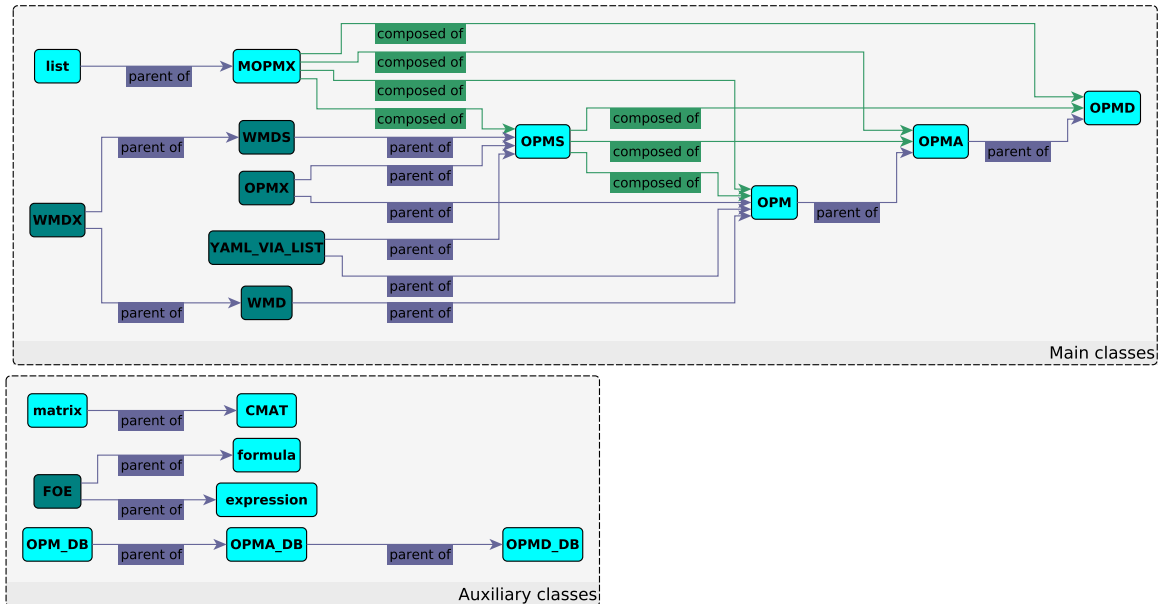 composed of
list
parent of
MOPMX
composed of
composed of
OPMD
composed of
composed of
WMDS
parent of
parent of
OPMS
composed of
OPMA
parent of
OPMX
parent of
composed of
WMDX
parent of
OPM
parent of
YAML_VIA_LIST
parent of
parent of
WMD
parent of
parent of
Main classes
matrix
parent of
CMAT
formula
parent of
FOE
expression
parent of
OPM_DB
parent of
OPMA_DB
parent of
OPMD_DB
Auxiliary classes